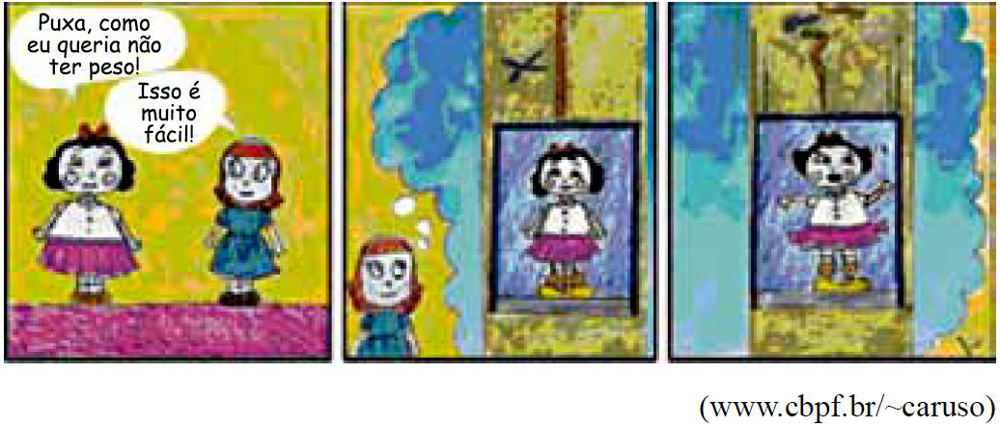 Puxa, como
eu queria não
ter peso!
Isso é
muito
fácil!
(www.cbpf.br/~caruso)